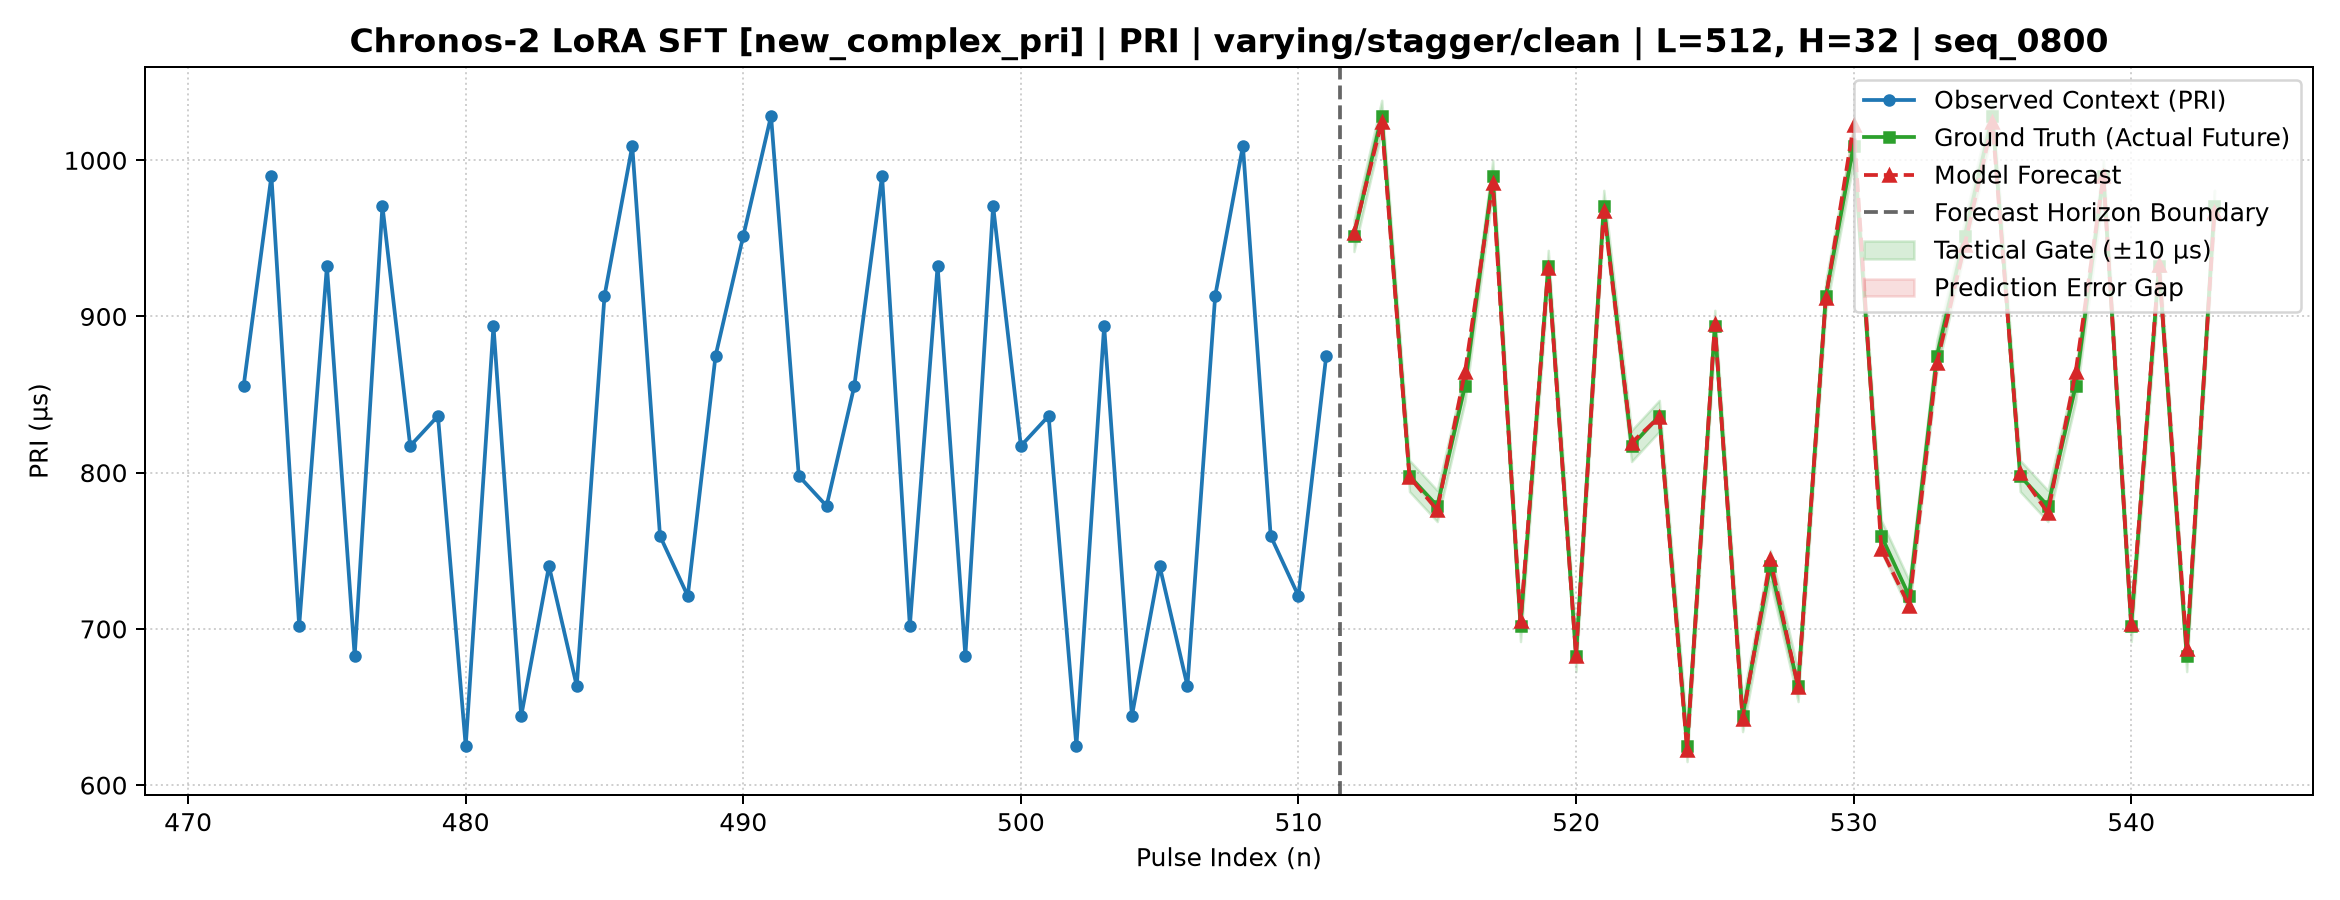 Chronos-2 LoRA SFT [new_complex_pri] | PRI | varying/stagger/clean | L=512, H=32 | seq_0800
Observed Context (PRI)
Ground Truth (Actual Future)
Model Forecast
Forecast Horizon Boundary
Tactical Gate (±10 µs)
Prediction Error Gap
PRI (µs)
1000
900
800
700
600
470 480 490 500 510 520 530 540
Pulse Index (n)